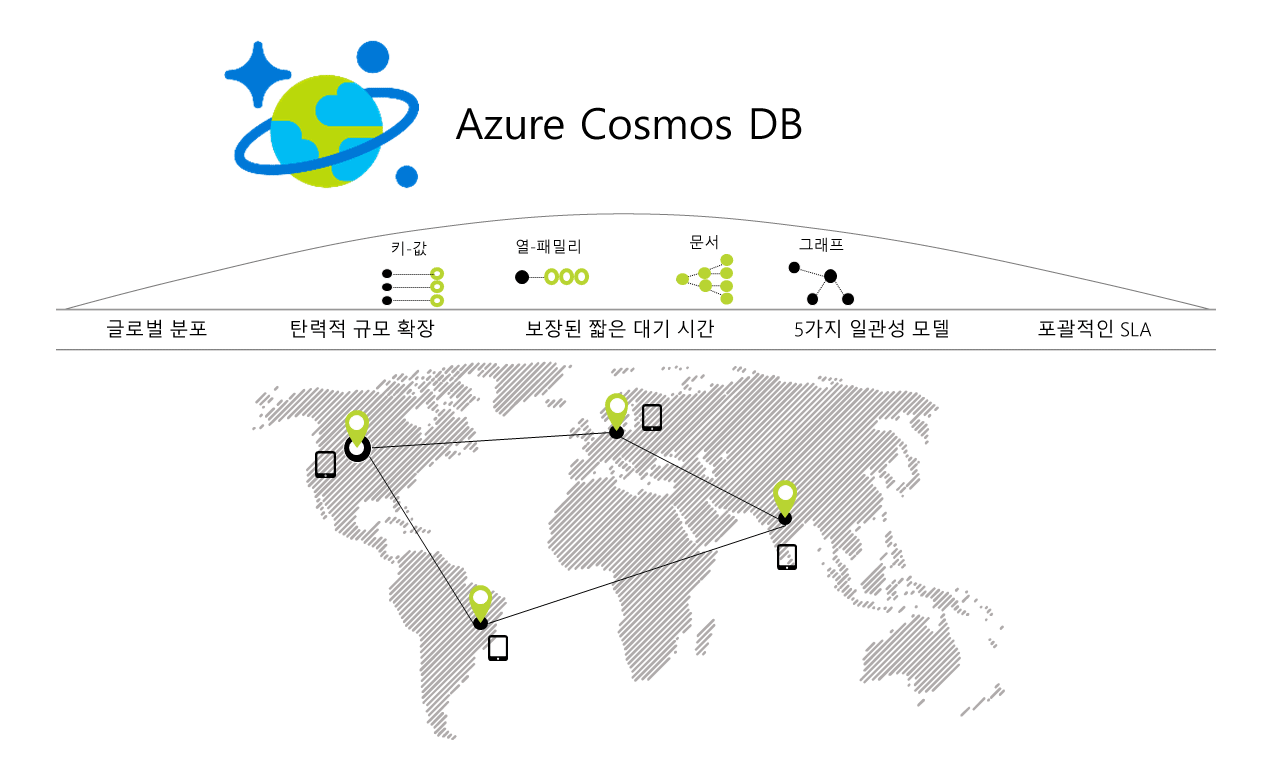 Azure Cosmos DB
키-값
열-패밀리
문서
그래프
글로벌 분포
탄력적 규모 확장
보장된 짧은 대기 시간
5가지 일관성 모델
포괄적인 SLA